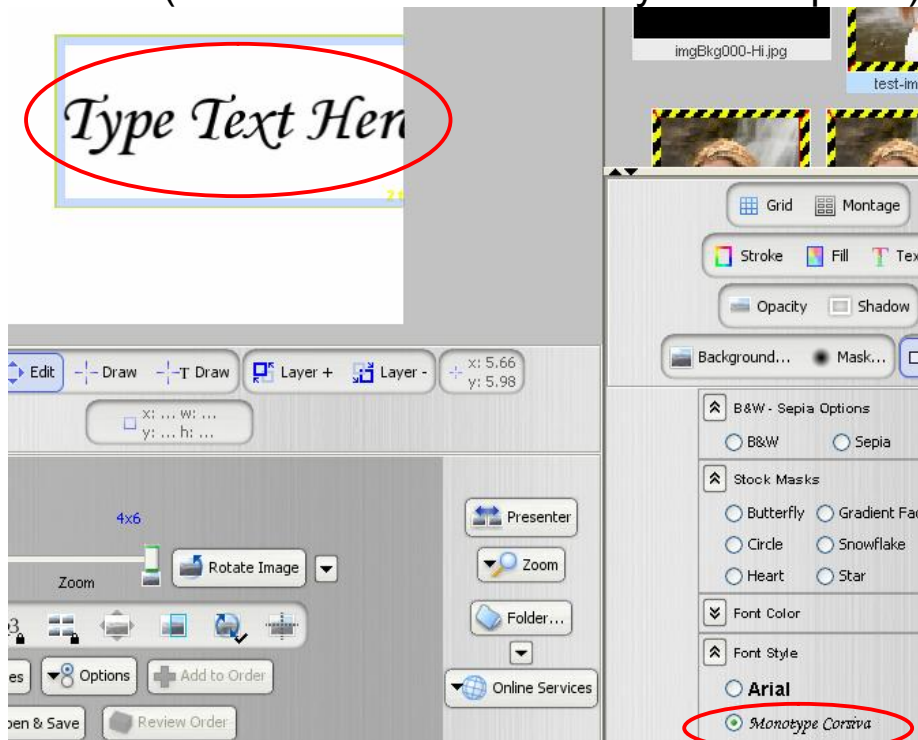 imgBkg000-Hi.jpg
test-im
Type Text Her
Grid Montage
Stroke Fill Tex
Opacity Shadow
Background... Mask...
Edit Draw T Draw Layer + Layer - x: 5.66
y: 5.98
x: ... w: ...
y: ... h: ...
B&W - Sepia Options
B&W Sepia
Stock Masks
Butterfly Gradient Fad
Circle Snowflake
Heart Star
Font Color
Font Style
Arial
Monotype Corsiva
4x6
Zoom
Rotate Image
Presenter
Zoom
Folder...
Online Services
es Options Add to Order
pen & Save Review Order